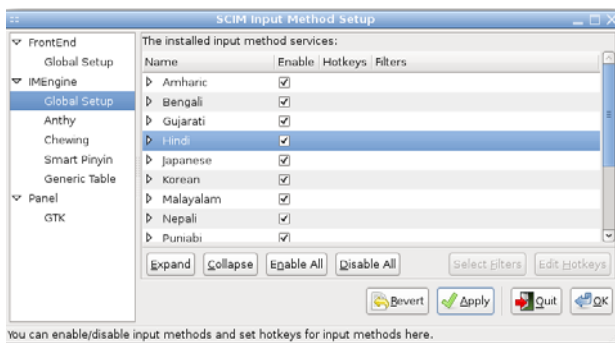 SCIM Input Method Setup
FrontEnd
Global Setup
IMEngine
Global Setup
Anthy
Chewing
Smart Pinyin
Generic Table
Panel
GTK
The installed input method services:
Name Enable Hotkeys Filters
Amharic
Bengali
Gujarati
Hindi
Japanese
Korean
Malayalam
Nepali
Punjabi
Expand Collapse Enable All Disable All Select Filters Edit Hotkeys
Revert Apply Quit OK
You can enable/disable input methods and set hotkeys for input methods here.